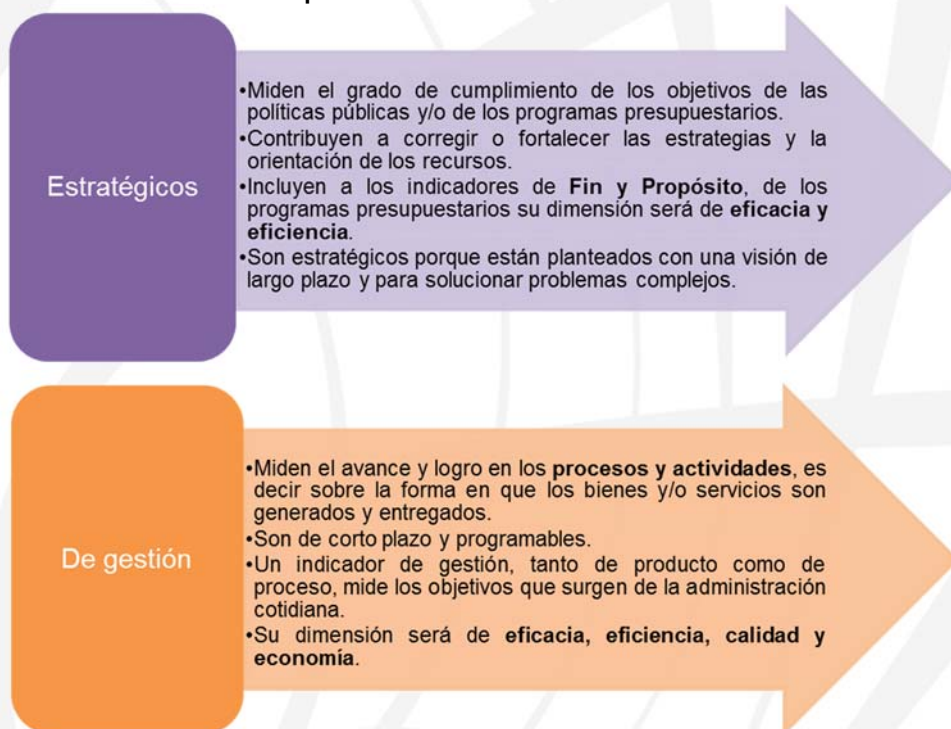 Estratégicos
•Miden el grado de cumplimiento de los objetivos de las
políticas públicas y/o de los programas presupuestarios.
•Contribuyen a corregir o fortalecer las estrategias y la
orientación de los recursos.
•Incluyen a los indicadores de Fin y Propósito, de los
programas presupuestarios su dimensión será de eficacia y
eficiencia.
•Son estratégicos porque están planteados con una visión de
largo plazo y para solucionar problemas complejos.
De gestión
•Miden el avance y logro en los procesos y actividades, es
decir sobre la forma en que los bienes y/o servicios son
generados y entregados.
•Son de corto plazo y programables.
•Un indicador de gestión, tanto de producto como de
proceso, mide los objetivos que surgen de la administración
cotidiana.
•Su dimensión será de eficacia, eficiencia, calidad y
economía.